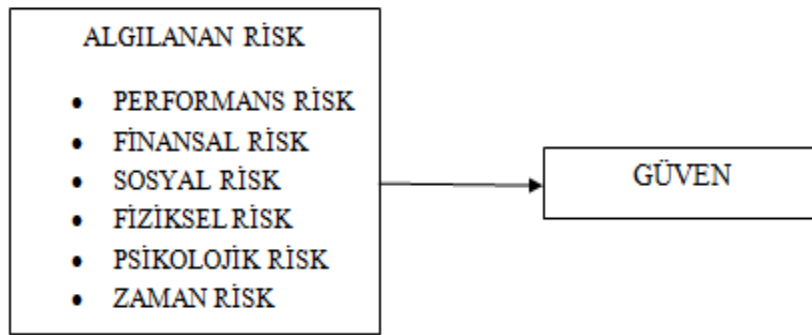 ALGILANAN RİSK
• PERFORMANS RİSK
• FİNANSAL RİSK
• SOSYAL RİSK
• FİZİKSEL RİSK
• PSİKOLOJİK RİSK
• ZAMAN RİSK
GÜVEN